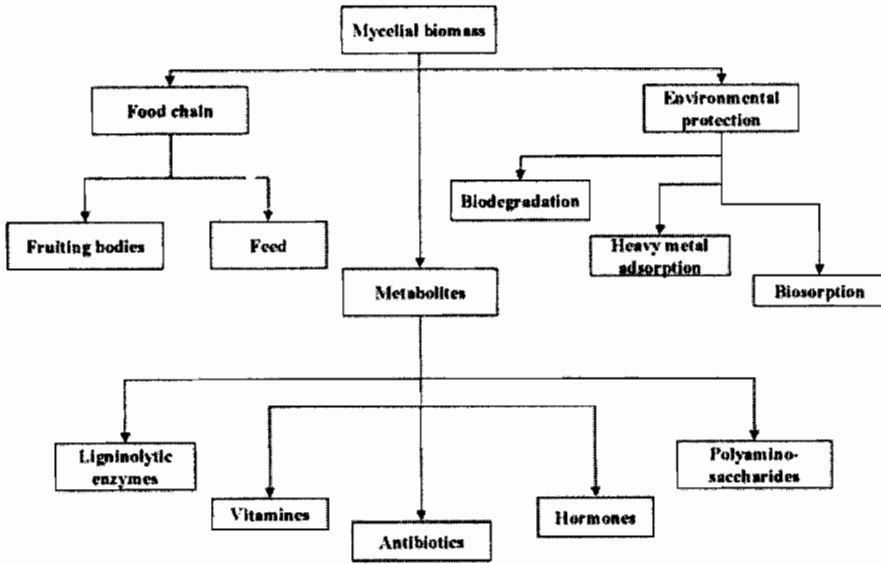 Mycelial biomass
Food chain
Environmental
protection
Biodegradation
Fruiting bodies
Feed
Heavy metal
adsorption
Metabolites
Biosorption
Ligninolytic
enzymes
Polyamino-
saccharides
Vitamines
Hormones
Antibiotics